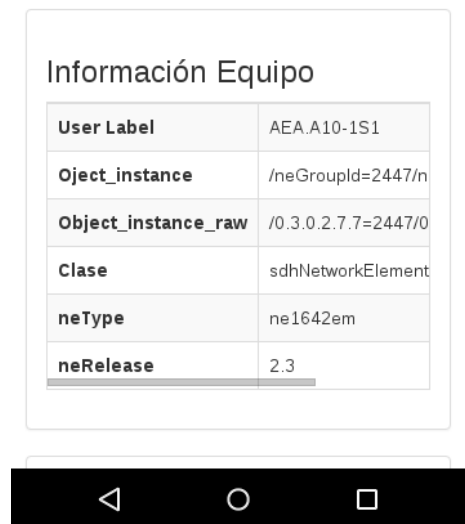 Información Equipo
User Label AEA.A10-1S1
Oject_instance /neGroupId=2447/n
Object_instance_raw /0.3.0.2.7.7=2447/0
Clase sdhNetworkElement
neType ne1642em
neRelease 2.3